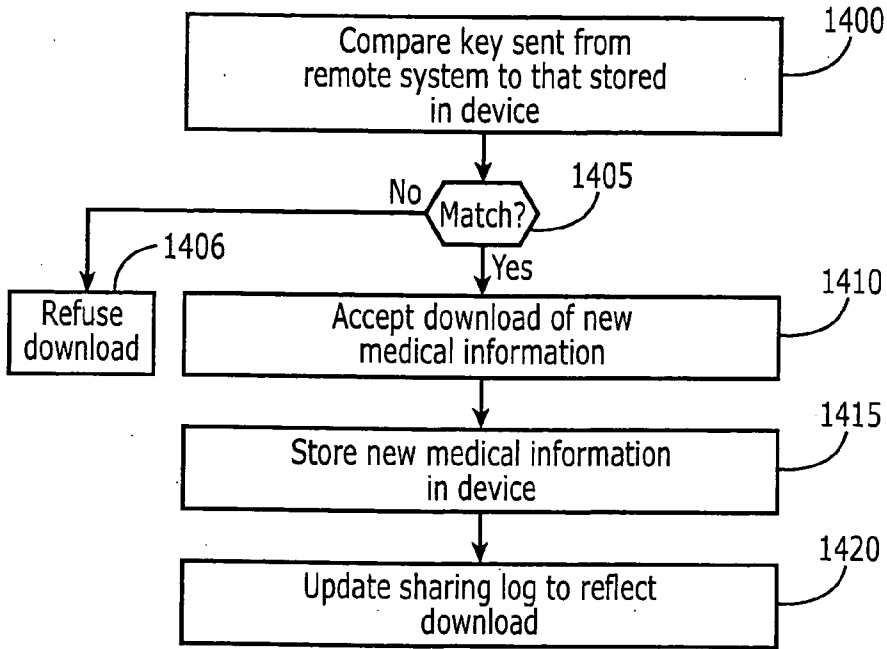 Compare key sent from
remote system to that stored
in device
1400
No
Match?
1405
Yes
1406
Refuse
download
Accept download of new
medical information
1410
Store new medical information
in device
1415
Update sharing log to reflect
download
1420